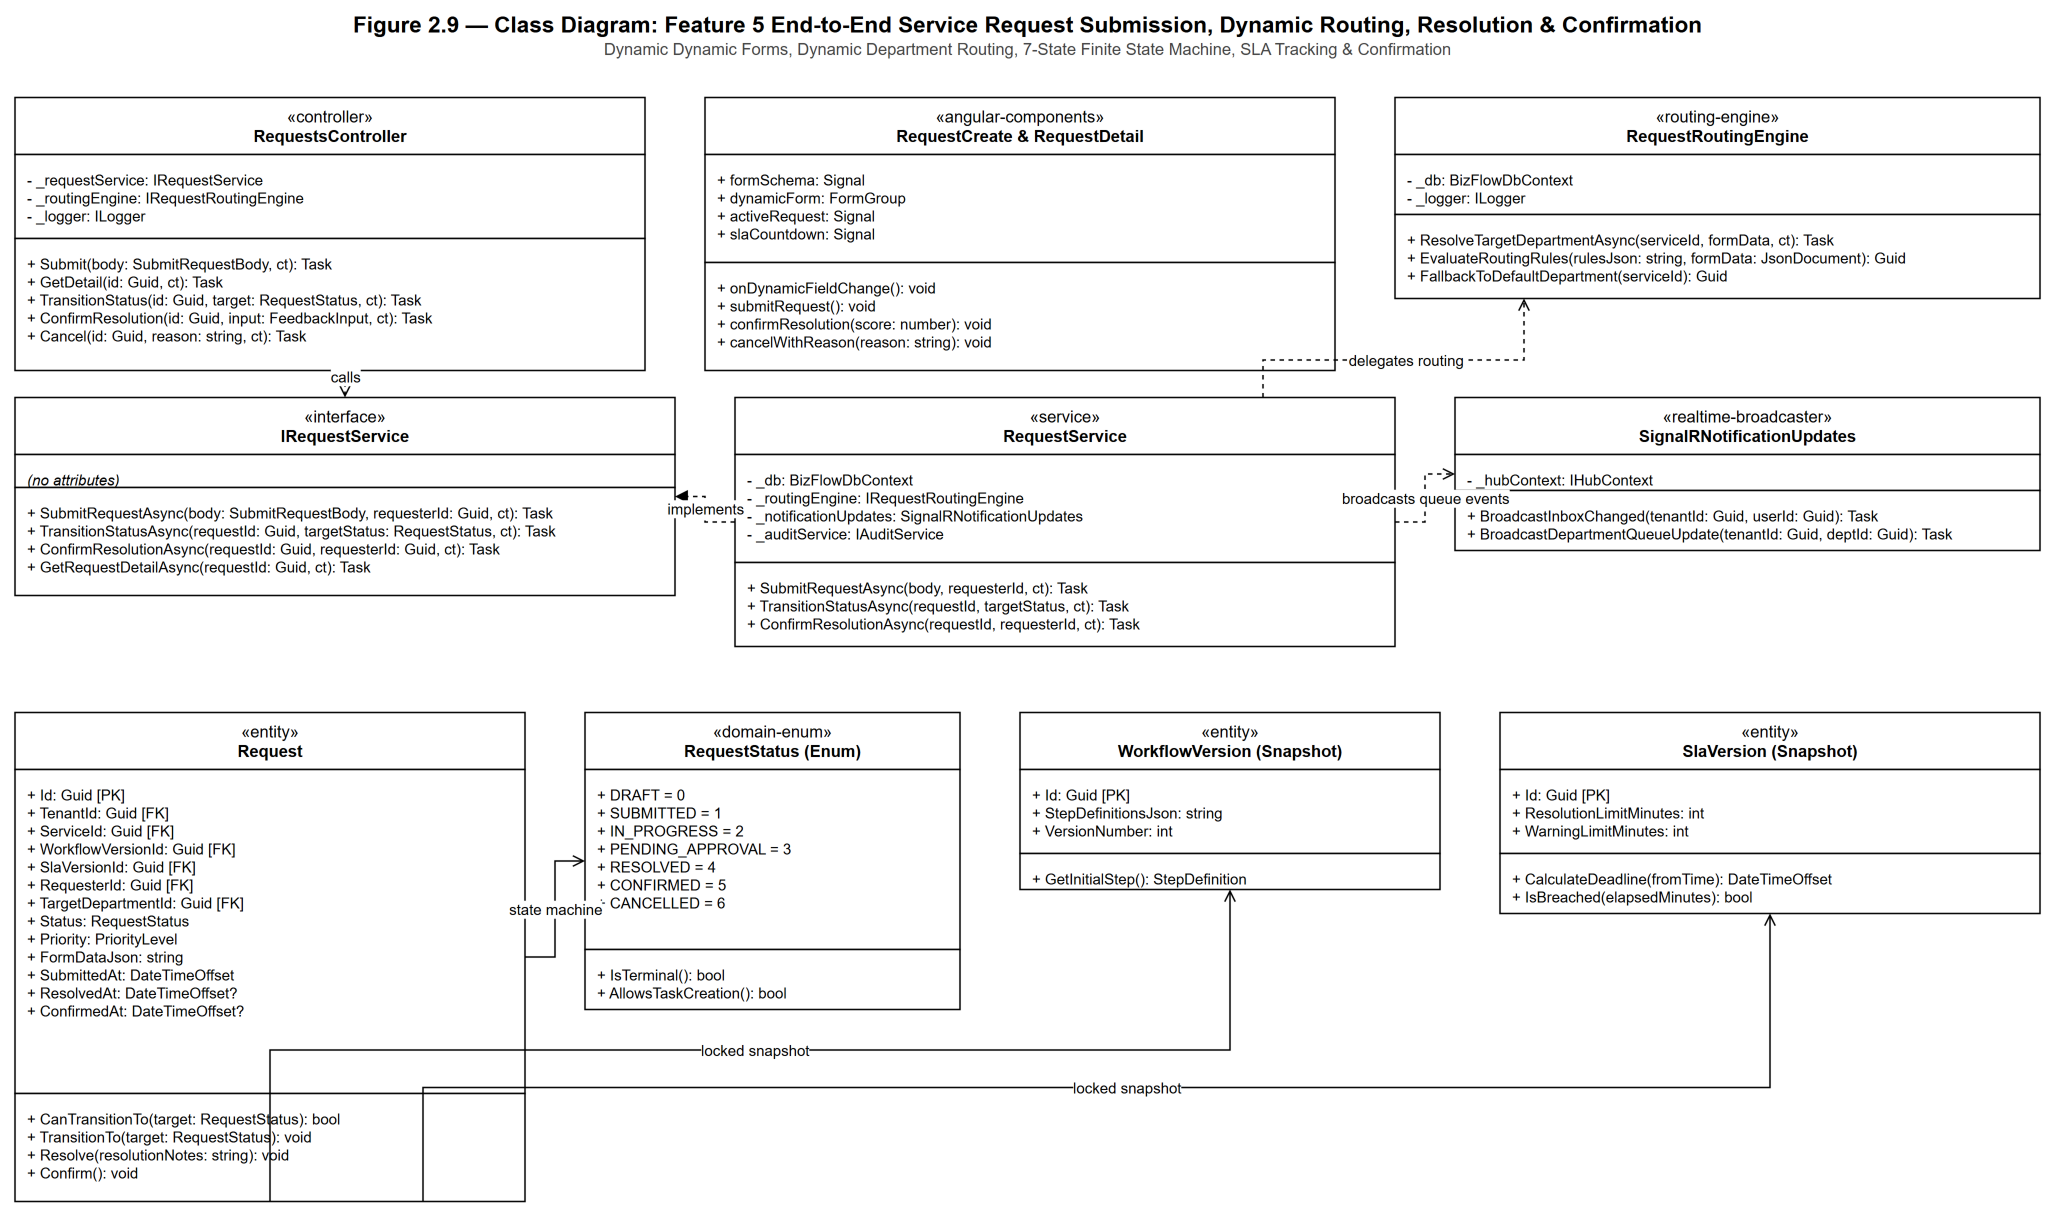 Figure 2.9 — Class Diagram: Feature 5 End-to-End Service Request Submission, Dynamic Routing, Resolution & Confirmation
Dynamic Dynamic Forms, Dynamic Department Routing, 7-State Finite State Machine, SLA Tracking & Confirmation
«controller»
RequestsController
- _requestService: IRequestService
- _routingEngine: IRequestRoutingEngine
- _logger: ILogger
+ Submit(body: SubmitRequestBody, ct): Task
+ GetDetail(id: Guid, ct): Task
+ TransitionStatus(id: Guid, target: RequestStatus, ct): Task
+ ConfirmResolution(id: Guid, input: FeedbackInput, ct): Task
+ Cancel(id: Guid, reason: string, ct): Task
«angular-components»
RequestCreate & RequestDetail
+ formSchema: Signal
+ dynamicForm: FormGroup
+ activeRequest: Signal
+ slaCountdown: Signal
+ onDynamicFieldChange(): void
+ submitRequest(): void
+ confirmResolution(score: number): void
+ cancelWithReason(reason: string): void
«routing-engine»
RequestRoutingEngine
- _db: BizFlowDbContext
- _logger: ILogger
+ ResolveTargetDepartmentAsync(serviceId, formData, ct): Task
+ EvaluateRoutingRules(rulesJson: string, formData: JsonDocument): Guid
+ FallbackToDefaultDepartment(serviceId): Guid
calls
delegates routing
«interface»
IRequestService
(no attributes)
+ SubmitRequestAsync(body: SubmitRequestBody, requesterId: Guid, ct): Task
+ TransitionStatusAsync(requestId: Guid, targetStatus: RequestStatus, ct): Task
+ ConfirmResolutionAsync(requestId: Guid, requesterId: Guid, ct): Task
+ GetRequestDetailAsync(requestId: Guid, ct): Task
implements
«service»
RequestService
- _db: BizFlowDbContext
- _routingEngine: IRequestRoutingEngine
- _notificationUpdates: SignalRNotificationUpdates
- _auditService: IAuditService
+ SubmitRequestAsync(body, requesterId, ct): Task
+ TransitionStatusAsync(requestId, targetStatus, ct): Task
+ ConfirmResolutionAsync(requestId, requesterId, ct): Task
broadcasts queue events
«realtime-broadcaster»
SignalRNotificationUpdates
- _hubContext: IHubContext
+ BroadcastInboxChanged(tenantId: Guid, userId: Guid): Task
+ BroadcastDepartmentQueueUpdate(tenantId: Guid, deptId: Guid): Task
«entity»
Request
+ Id: Guid [PK]
+ TenantId: Guid [FK]
+ ServiceId: Guid [FK]
+ WorkflowVersionId: Guid [FK]
+ SlaVersionId: Guid [FK]
+ RequesterId: Guid [FK]
+ TargetDepartmentId: Guid [FK]
+ Status: RequestStatus
+ Priority: PriorityLevel
+ FormDataJson: string
+ SubmittedAt: DateTimeOffset
+ ResolvedAt: DateTimeOffset?
+ ConfirmedAt: DateTimeOffset?
+ CanTransitionTo(target: RequestStatus): bool
+ TransitionTo(target: RequestStatus): void
+ Resolve(resolutionNotes: string): void
+ Confirm(): void
state machine
«domain-enum»
RequestStatus (Enum)
+ DRAFT = 0
+ SUBMITTED = 1
+ IN_PROGRESS = 2
+ PENDING_APPROVAL = 3
+ RESOLVED = 4
+ CONFIRMED = 5
+ CANCELLED = 6
+ IsTerminal(): bool
+ AllowsTaskCreation(): bool
«entity»
WorkflowVersion (Snapshot)
+ Id: Guid [PK]
+ StepDefinitionsJson: string
+ VersionNumber: int
+ GetInitialStep(): StepDefinition
«entity»
SlaVersion (Snapshot)
+ Id: Guid [PK]
+ ResolutionLimitMinutes: int
+ WarningLimitMinutes: int
+ CalculateDeadline(fromTime): DateTimeOffset
+ IsBreached(elapsedMinutes): bool
locked snapshot
locked snapshot